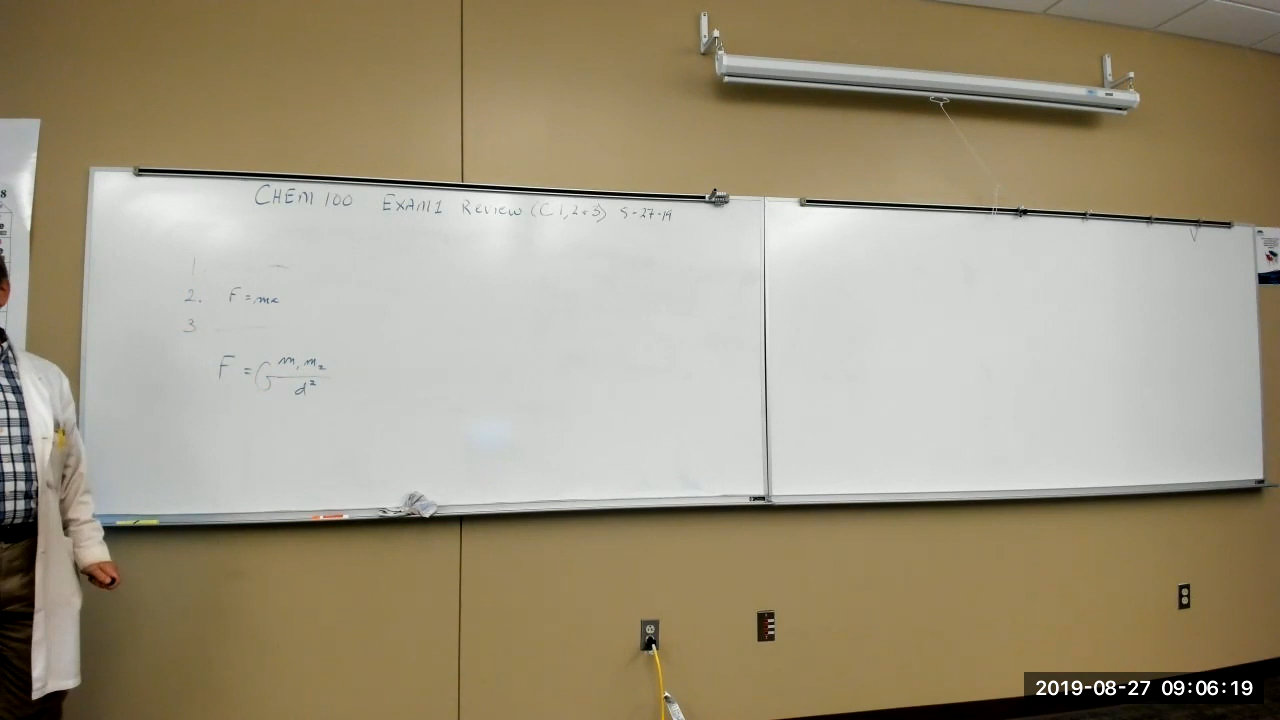 CHEM 100 EXAM 1 Review (C 1, 2 & 3) 8-27-19
1.
2. F = ma
3
F = G m₁ m₂ / d²
2019-08-27 09:06:19